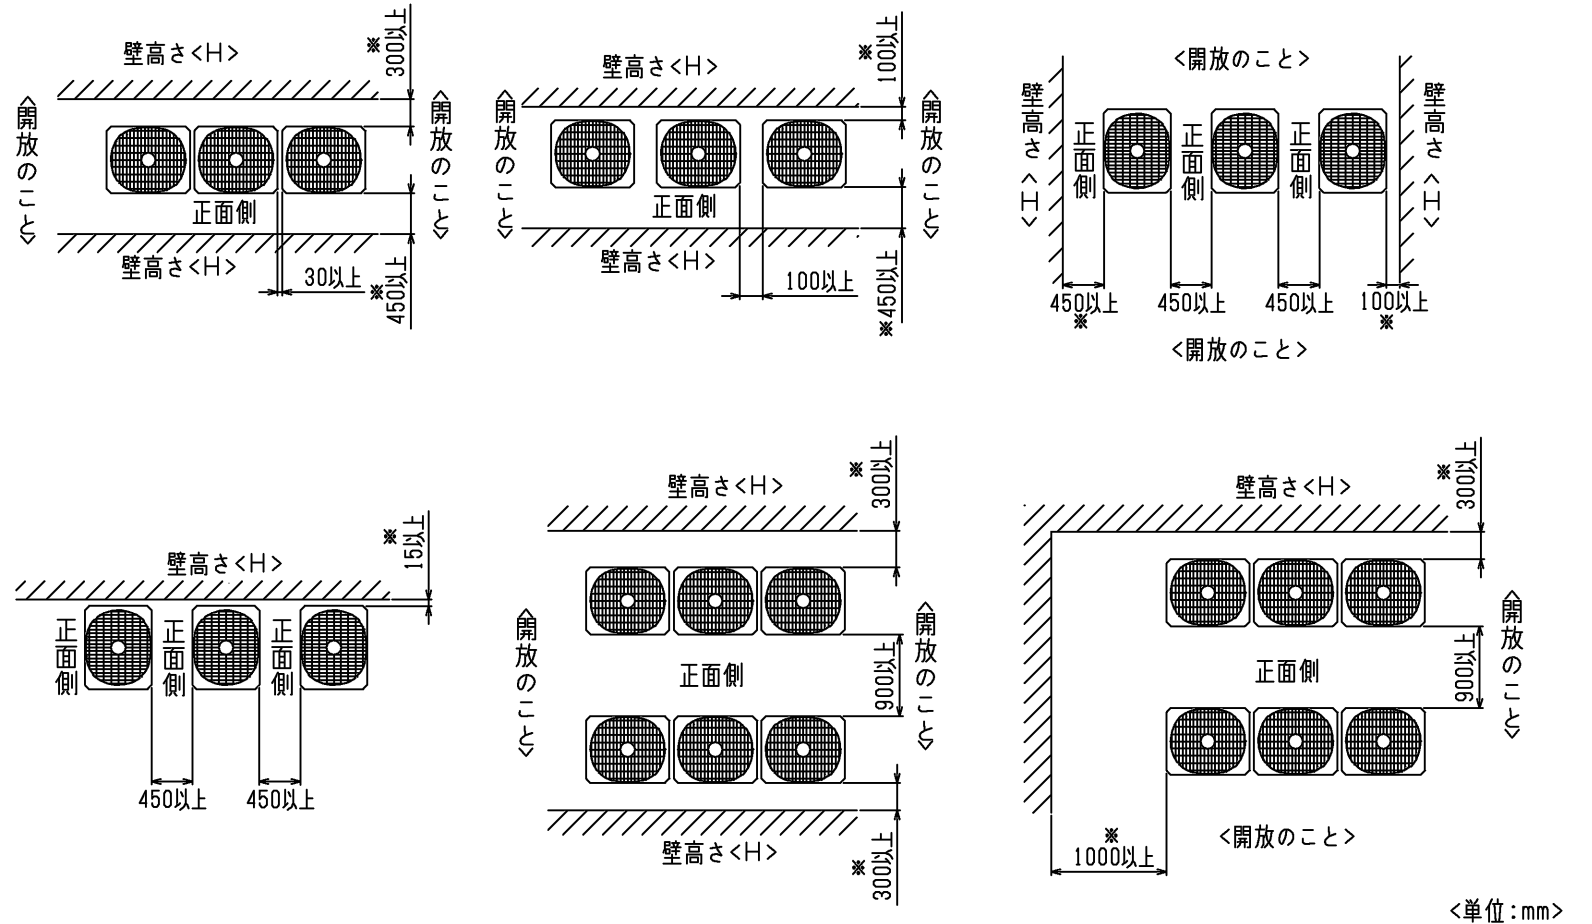 壁高さ<H>
※
300以上
<開放のこと>
<開放のこと>
正面側
壁高さ<H>
30以上
※
450以上
壁高さ<H>
※
100以上
<開放のこと>
<開放のこと>
正面側
壁高さ<H>
100以上
※450以上
<開放のこと>
壁高さ<H>
正面側
正面側
正面側
壁高さ<H>
450以上
※
450以上
450以上
100以上
※
<開放のこと>
壁高さ<H>
※
15以上
正面側
正面側
正面側
450以上
450以上
壁高さ<H>
※
300以上
<開放のこと>
正面側
900以上
<開放のこと>
壁高さ<H>
※
300以上
壁高さ<H>
※
300以上
正面側
900以上
<開放のこと>
※
1000以上
<開放のこと>
<単位:mm>